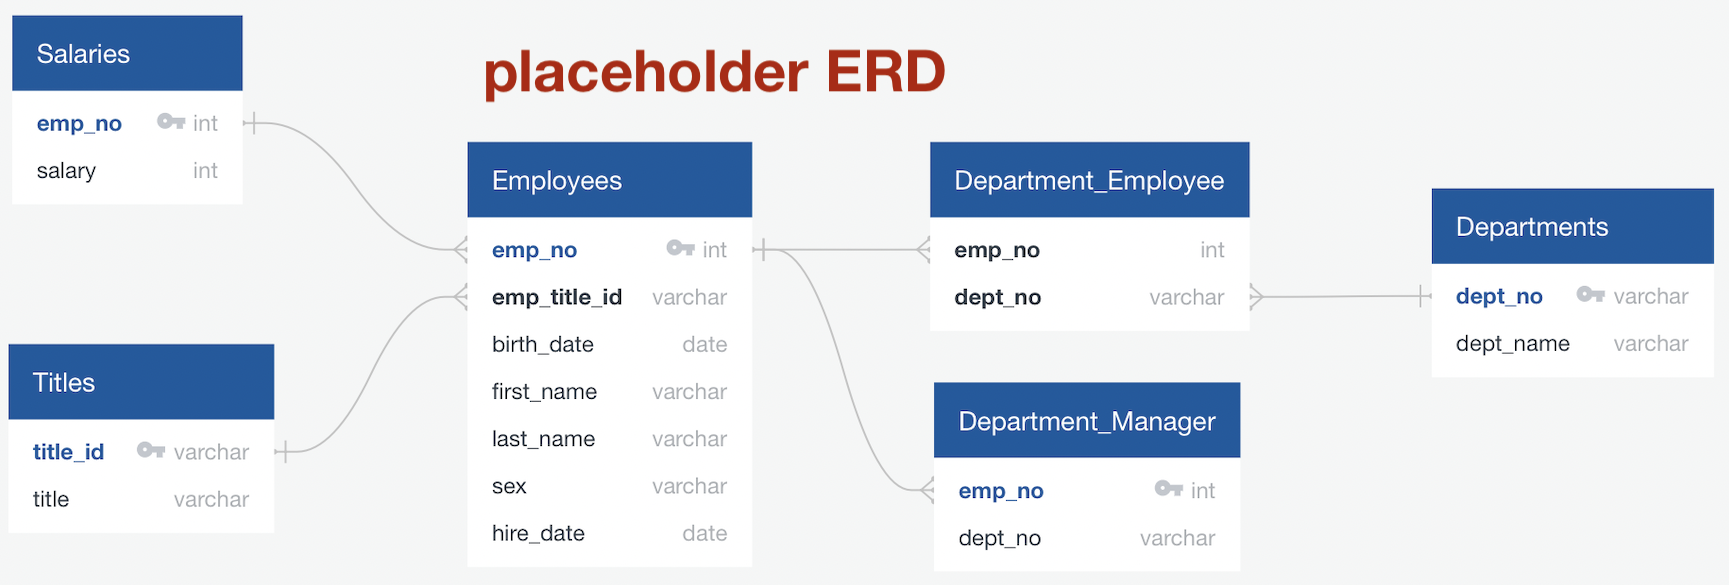 placeholder ERD
Salaries
emp_no int
salary int
Titles
title_id varchar
title varchar
Employees
emp_no int
emp_title_id varchar
birth_date date
first_name varchar
last_name varchar
sex varchar
hire_date date
Department_Employee
emp_no int
dept_no varchar
Department_Manager
emp_no int
dept_no varchar
Departments
dept_no varchar
dept_name varchar